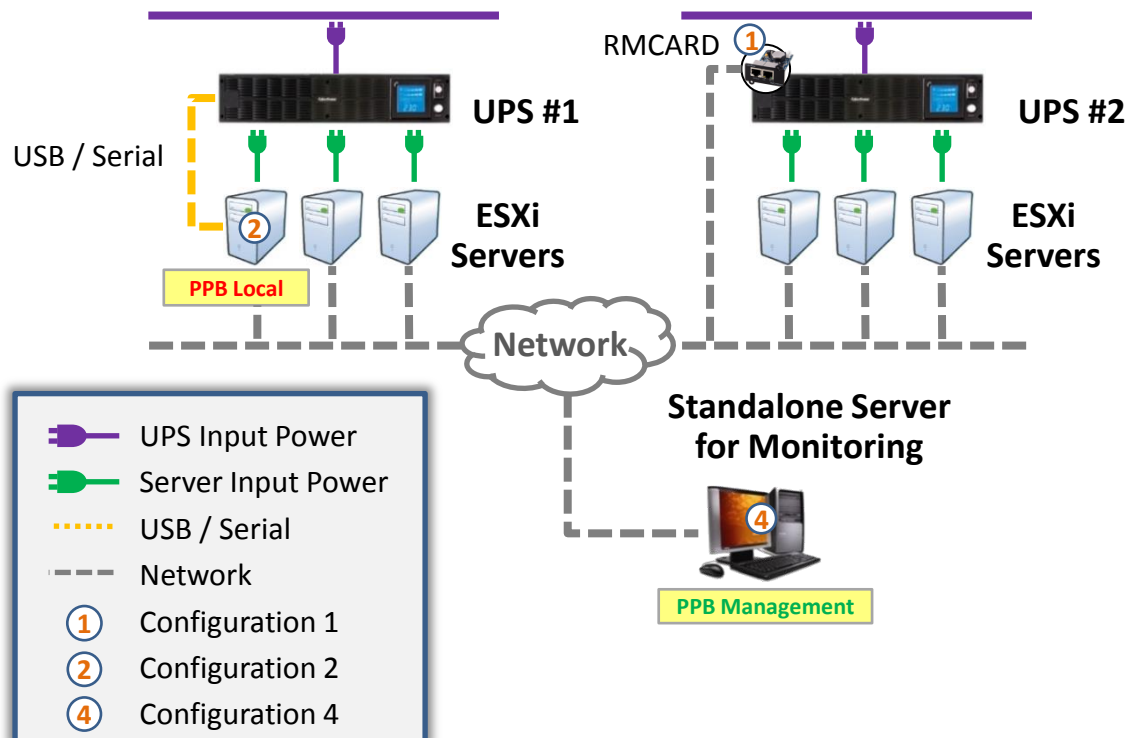 RMCARD
1
UPS #1
UPS #2
USB / Serial
2
ESXi
Servers
ESXi
Servers
PPB Local
Network
Standalone Server
for Monitoring
4
PPB Management
UPS Input Power
Server Input Power
USB / Serial
Network
1 Configuration 1
2 Configuration 2
4 Configuration 4